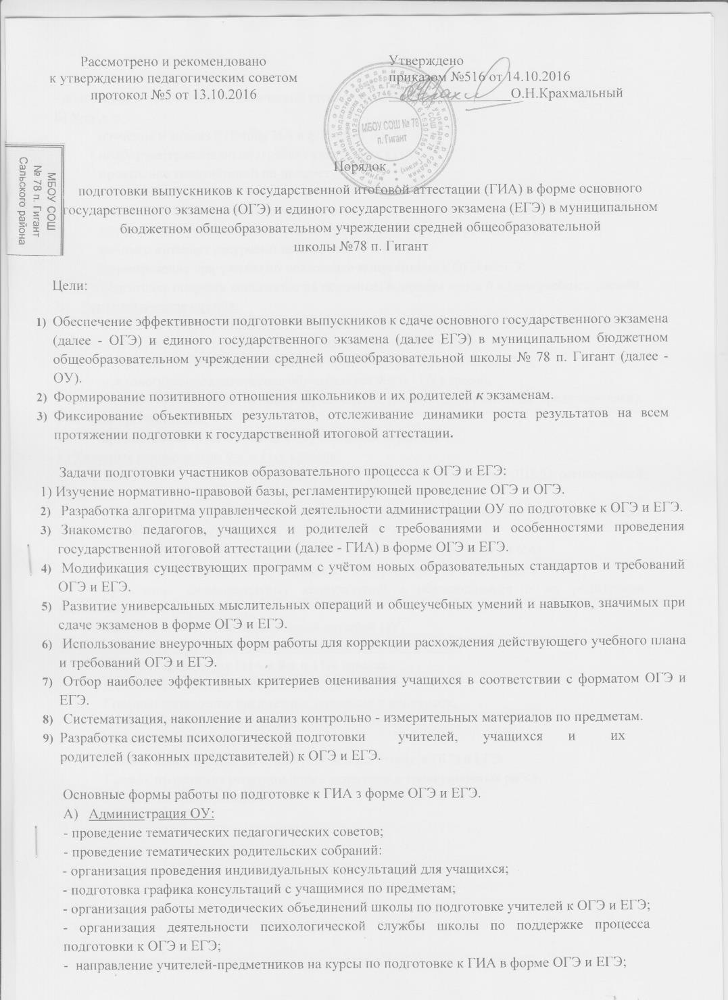 Рассмотрено и рекомендовано
к утверждению педагогическим советом
протокол №5 от 13.10.2016
Утверждено
приказом №516 от 14.10.2016
О.Н.Крахмальный
МБОУ СОШ № 78
п. Гигант
МБОУ СОШ
№ 78 п. Гигант
Сальского района
Порядок
подготовки выпускников к государственной итоговой аттестации (ГИА) в форме основного
государственного экзамена (ОГЭ) и единого государственного экзамена (ЕГЭ) в муниципальном
бюджетном общеобразовательном учреждении средней общеобразовательной
школы №78 п. Гигант
Цели:
1) Обеспечение эффективности подготовки выпускников к сдаче основного государственного экзамена
(далее - ОГЭ) и единого государственного экзамена (далее ЕГЭ) в муниципальном бюджетном
общеобразовательном учреждении средней общеобразовательной школы № 78 п. Гигант (далее -
ОУ).
2) Формирование позитивного отношения школьников и их родителей к экзаменам.
3) Фиксирование объективных результатов, отслеживание динамики роста результатов на всем
протяжении подготовки к государственной итоговой аттестации.
Задачи подготовки участников образовательного процесса к ОГЭ и ЕГЭ:
1) Изучение нормативно-правовой базы, регламентирующей проведение ОГЭ и ОГЭ.
2) Разработка алгоритма управленческой деятельности администрации ОУ по подготовке к ОГЭ и ЕГЭ.
3) Знакомство педагогов, учащихся и родителей с требованиями и особенностями проведения
государственной итоговой аттестации (далее - ГИА) в форме ОГЭ и ЕГЭ.
4) Модификация существующих программ с учётом новых образовательных стандартов и требований
ОГЭ и ЕГЭ.
5) Развитие универсальных мыслительных операций и общеучебных умений и навыков, значимых при
сдаче экзаменов в форме ОГЭ и ЕГЭ.
6) Использование внеурочных форм работы для коррекции расхождения действующего учебного плана
и требований ОГЭ и ЕГЭ.
7) Отбор наиболее эффективных критериев оценивания учащихся в соответствии с форматом ОГЭ и
ЕГЭ.
8) Систематизация, накопление и анализ контрольно - измерительных материалов по предметам.
9) Разработка системы психологической подготовки учителей, учащихся и их
родителей (законных представителей) к ОГЭ и ЕГЭ.
Основные формы работы по подготовке к ГИА з форме ОГЭ и ЕГЭ.
А) Администрация ОУ:
- проведение тематических педагогических советов;
- проведение тематических родительских собраний:
- организация проведения индивидуальных консультаций для учащихся;
- подготовка графика консультаций с учащимися по предметам;
- организация работы методических объединений школы по подготовке учителей к ОГЭ и ЕГЭ;
- организация деятельности психологической службы школы по поддержке процесса
подготовки к ОГЭ и ЕГЭ;
- направление учителей-предметников на курсы по подготовке к ГИА в форме ОГЭ и ЕГЭ;